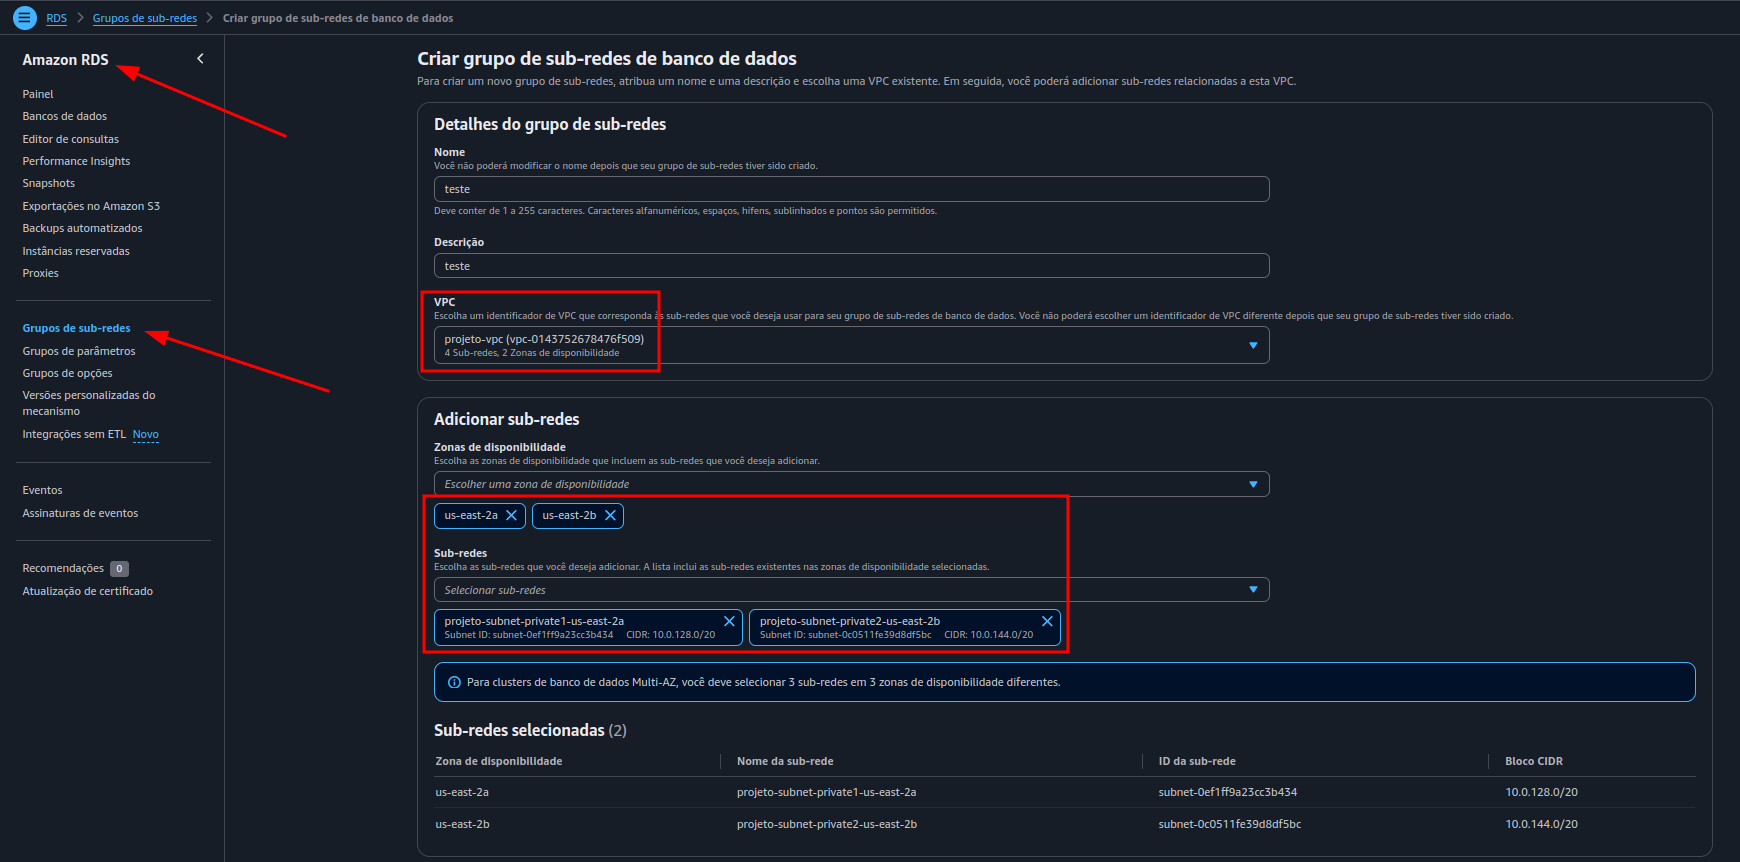 RDS > Grupos de sub-redes > Criar grupo de sub-redes de banco de dados
Amazon RDS
Painel
Bancos de dados
Editor de consultas
Performance Insights
Snapshots
Exportações no Amazon S3
Backups automatizados
Instâncias reservadas
Proxies
Grupos de sub-redes
Grupos de parâmetros
Grupos de opções
Versões personalizadas do
mecanismo
Integrações sem ETL Novo
Eventos
Assinaturas de eventos
Recomendações 0
Atualização de certificado
Criar grupo de sub-redes de banco de dados
Para criar um novo grupo de sub-redes, atribua um nome e uma descrição e escolha uma VPC existente. Em seguida, você poderá adicionar sub-redes relacionadas a esta VPC.
Detalhes do grupo de sub-redes
Nome
Você não poderá modificar o nome depois que seu grupo de sub-redes tiver sido criado.
teste
Deve conter de 1 a 255 caracteres. Caracteres alfanuméricos, espaços, hifens, sublinhados e pontos são permitidos.
Descrição
teste
VPC
Escolha um identificador de VPC que corresponda às sub-redes que você deseja usar para seu grupo de sub-redes de banco de dados. Você não poderá escolher um identificador de VPC diferente depois que seu grupo de sub-redes tiver sido criado.
projeto-vpc (vpc-0143752678476f509)
4 Sub-redes, 2 Zonas de disponibilidade
Adicionar sub-redes
Zonas de disponibilidade
Escolha as zonas de disponibilidade que incluem as sub-redes que você deseja adicionar.
Escolher uma zona de disponibilidade
us-east-2a us-east-2b
Sub-redes
Escolha as sub-redes que você deseja adicionar. A lista inclui as sub-redes existentes nas zonas de disponibilidade selecionadas.
Selecionar sub-redes
projeto-subnet-private1-us-east-2a
Subnet ID: subnet-0ef1ff9a23cc3b434 CIDR: 10.0.128.0/20
projeto-subnet-private2-us-east-2b
Subnet ID: subnet-0c0511fe39d8df5bc CIDR: 10.0.144.0/20
Para clusters de banco de dados Multi-AZ, você deve selecionar 3 sub-redes em 3 zonas de disponibilidade diferentes.
Sub-redes selecionadas (2)
Zona de disponibilidade Nome da sub-rede ID da sub-rede Bloco CIDR
us-east-2a projeto-subnet-private1-us-east-2a subnet-0ef1ff9a23cc3b434 10.0.128.0/20
us-east-2b projeto-subnet-private2-us-east-2b subnet-0c0511fe39d8df5bc 10.0.144.0/20